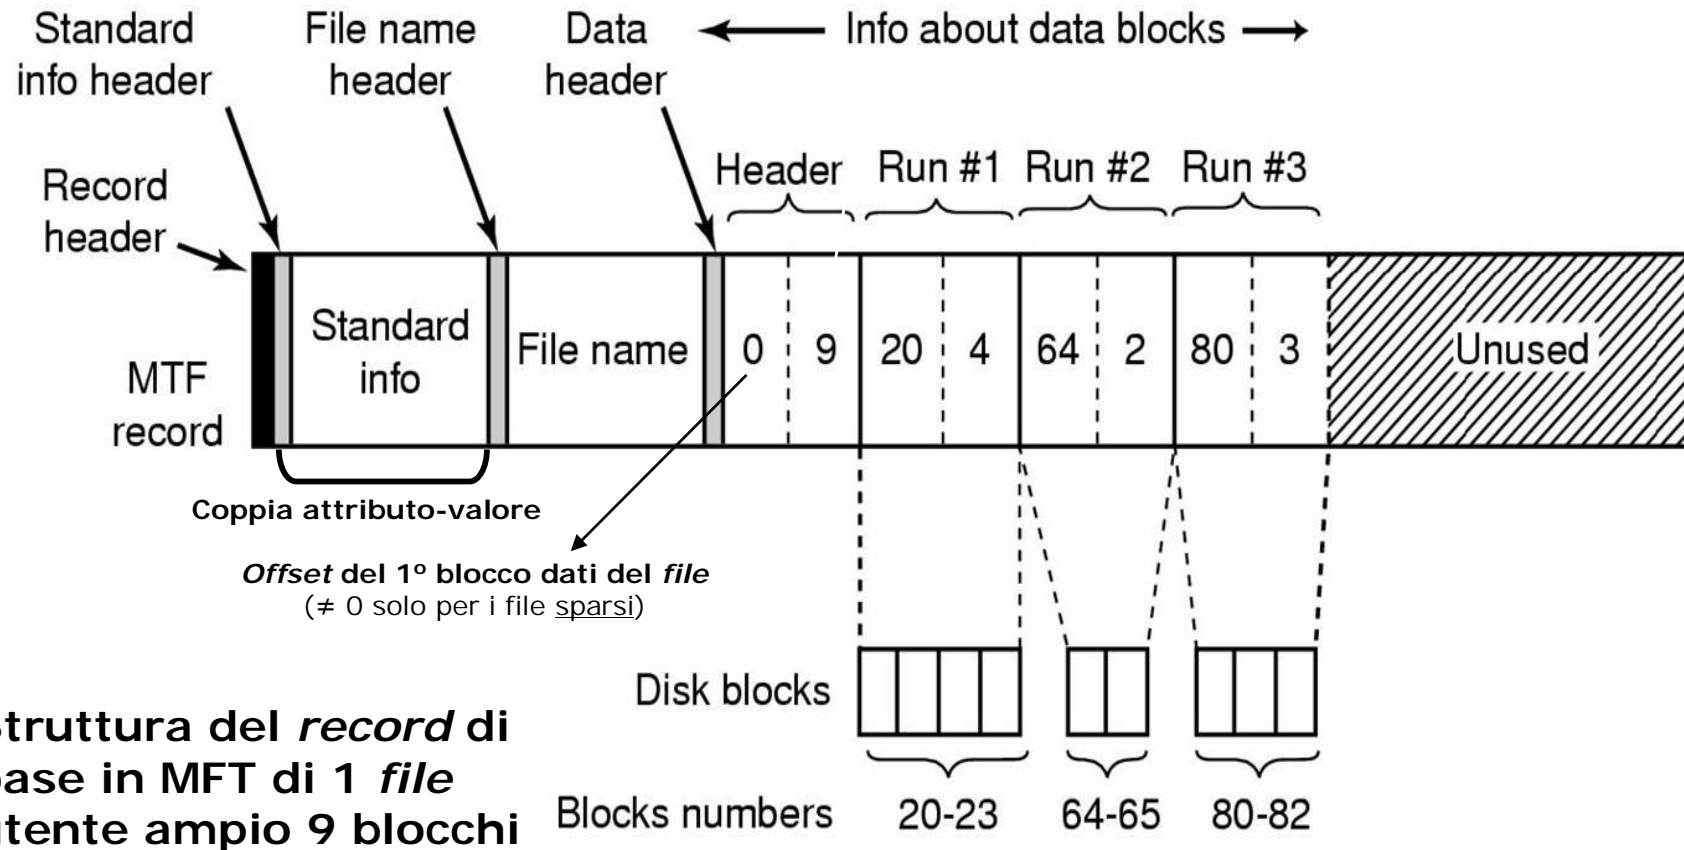 Standard
info header
File name
header
Data
header
Info about data blocks
Record
header
Header
Run #1
Run #2
Run #3
MTF
record
Standard
info
File name
0
9
20
4
64
2
80
3
Unused
Coppia attributo-valore
Offset del 1º blocco dati del file
(≠ 0 solo per i file sparsi)
Disk blocks
truttura del record di
ase in MFT di 1 file
tente ampio 9 blocchi
Blocks numbers
20-23
64-65
80-82